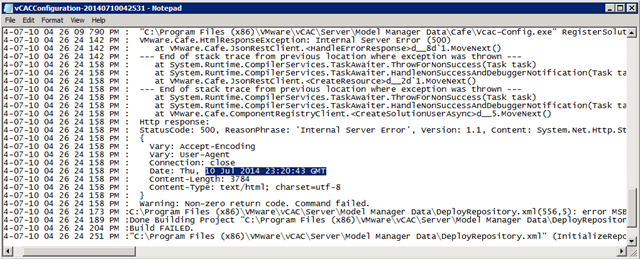 vCACConfiguration-20140710042531 - Notepad
File Edit Format View Help
4-07-10 04 26 09 790 PM : "C:\Program Files (x86)\VMware\vCAC\Server\Model Manager Data\Cafe\Vcac-Config.exe" RegisterSolut
4-07-10 04 26 24 142 PM : VMware.Cafe.HtmlResponseException: Internal Server Error (500)
4-07-10 04 26 24 142 PM : at VMware.Cafe.JsonRestClient.<HandleErrorResponse>d__8d`1.MoveNext()
4-07-10 04 26 24 142 PM : --- End of stack trace from previous location where exception was thrown ---
4-07-10 04 26 24 142 PM : at System.Runtime.CompilerServices.TaskAwaiter.ThrowForNonSuccess(Task task)
4-07-10 04 26 24 158 PM : at System.Runtime.CompilerServices.TaskAwaiter.HandleNonSuccessAndDebuggerNotification(Task ta
4-07-10 04 26 24 158 PM : at VMware.Cafe.JsonRestClient.<CreateResource>d__2d`1.MoveNext()
4-07-10 04 26 24 158 PM : --- End of stack trace from previous location where exception was thrown ---
4-07-10 04 26 24 158 PM : at System.Runtime.CompilerServices.TaskAwaiter.ThrowForNonSuccess(Task task)
4-07-10 04 26 24 158 PM : at System.Runtime.CompilerServices.TaskAwaiter.HandleNonSuccessAndDebuggerNotification(Task ta
4-07-10 04 26 24 158 PM : at VMware.Cafe.ComponentRegistryClient.<CreateSolutionUserAsync>d__5.MoveNext()
4-07-10 04 26 24 158 PM : Http response:
4-07-10 04 26 24 158 PM : StatusCode: 500, ReasonPhrase: 'Internal Server Error', Version: 1.1, Content: System.Net.Http.St
4-07-10 04 26 24 158 PM : {
4-07-10 04 26 24 158 PM : Vary: Accept-Encoding
4-07-10 04 26 24 158 PM : Vary: User-Agent
4-07-10 04 26 24 158 PM : Connection: close
4-07-10 04 26 24 158 PM : Date: Thu, 10 Jul 2014 23:20:43 GMT
4-07-10 04 26 24 158 PM : Content-Length: 3784
4-07-10 04 26 24 158 PM : Content-Type: text/html; charset=utf-8
4-07-10 04 26 24 158 PM : }
4-07-10 04 26 24 158 PM : Warning: Non-zero return code. Command failed.
4-07-10 04 26 24 173 PM :C:\Program Files (x86)\VMware\vCAC\Server\Model Manager Data\DeployRepository.xml(556,5): error MSB
4-07-10 04 26 24 189 PM :Done Building Project "C:\Program Files (x86)\VMware\vCAC\Server\Model Manager Data\DeployReposito
4-07-10 04 26 24 204 PM :Build FAILED.
4-07-10 04 26 24 251 PM :"C:\Program Files (x86)\VMware\vCAC\Server\Model Manager Data\DeployRepository.xml" (InitializeRepo